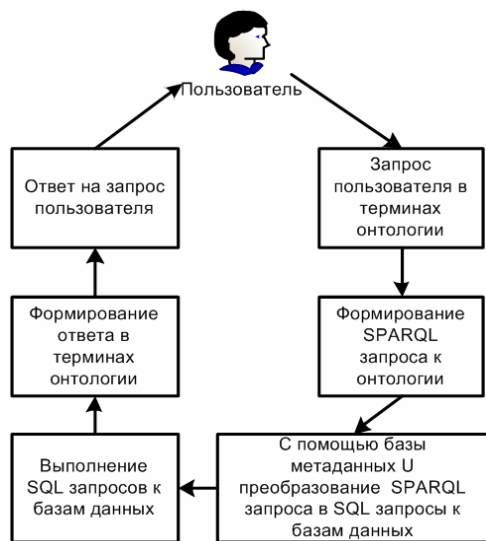 Пользователь
Запрос
пользователя в
терминах
онтологии
Формирование
SPARQL
запроса к
онтологии
С помощью базы
метаданных U
преобразование SPARQL
запроса в SQL запросы к
базам данных
Выполнение
SQL запросов к
базам данных
Формирование
ответа в
терминах
онтологии
Ответ на запрос
пользователя